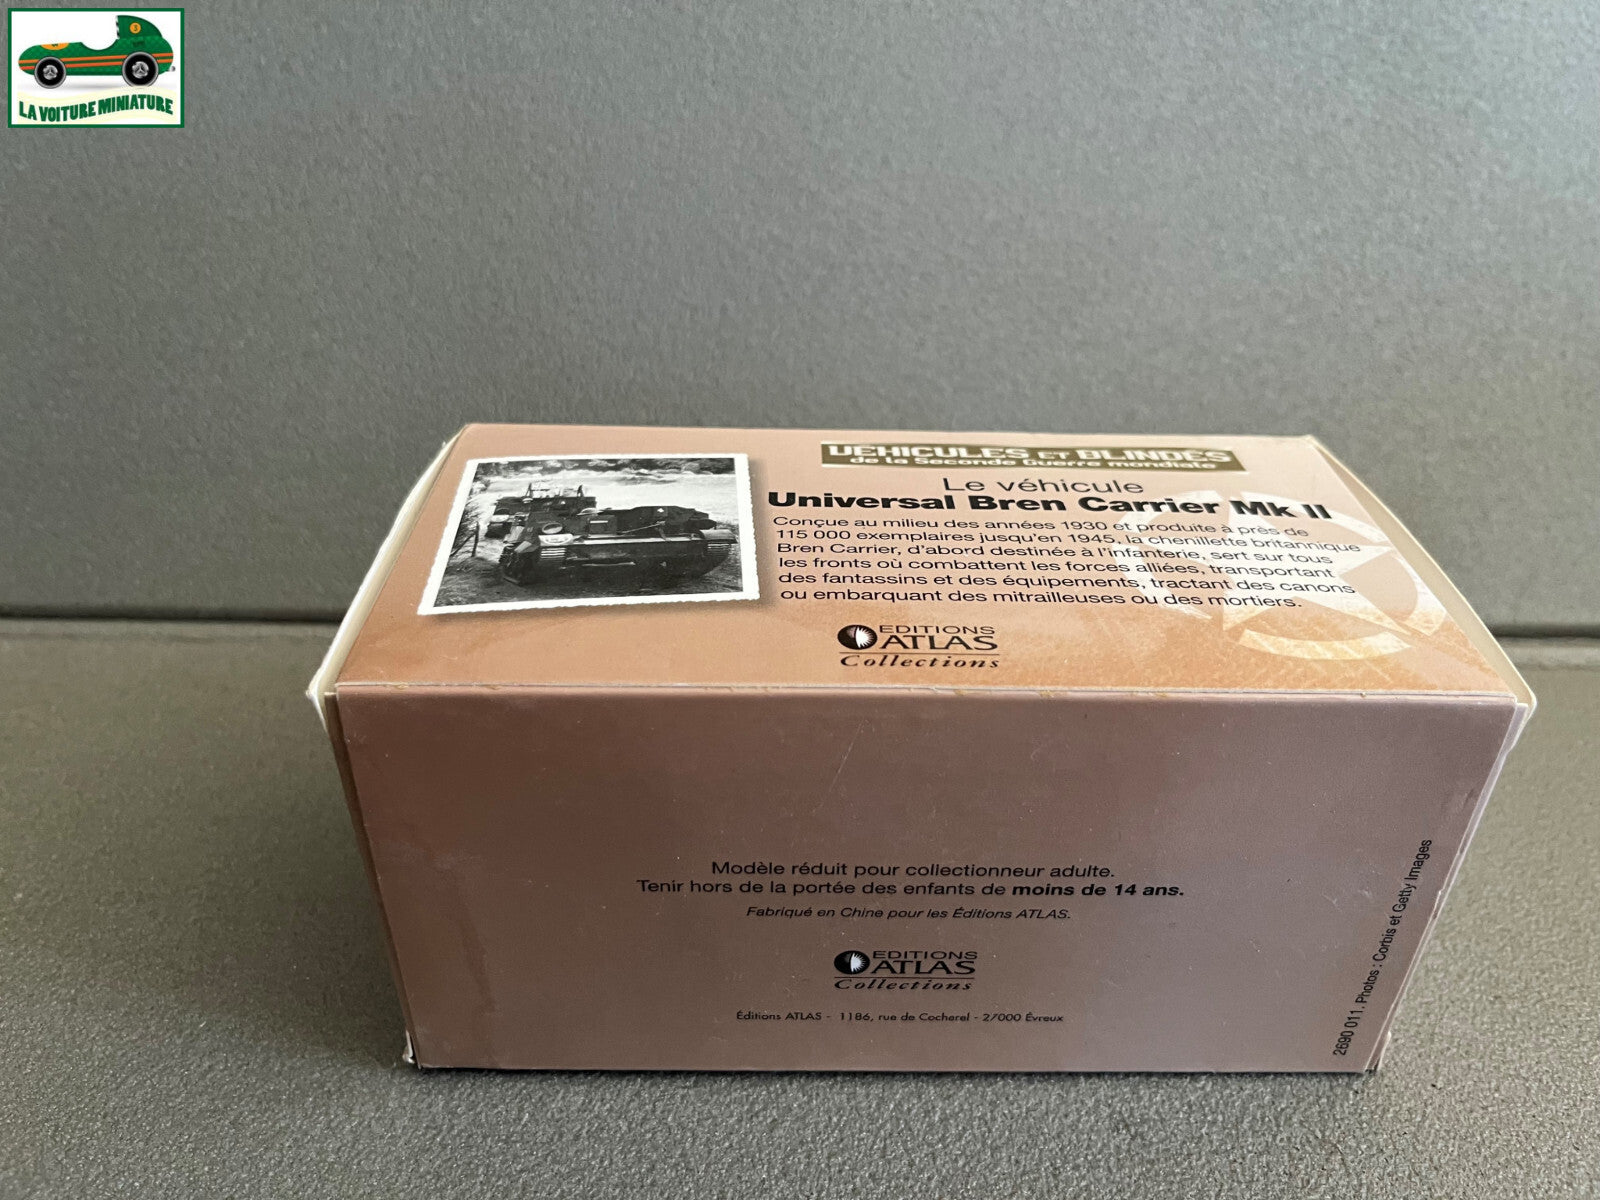 LA VOITURE MINIATURE
VÉHICULES ET BLINDÉS
de la Seconde Guerre mondiale
Le véhicule
Universal Bren Carrier Mk II
Conçue au milieu des années 1930 et produite à près de
115 000 exemplaires jusqu'en 1945, la chenillette britannique
Bren Carrier, d'abord destinée à l'infanterie, sert sur tous
les fronts où combattent les forces alliées, transportant
des fantassins et des équipements, tractant des canons
ou embarquant des mitrailleuses ou des mortiers.
EDITIONS
ATLAS
Collections
Modèle réduit pour collectionneur adulte.
Tenir hors de la portée des enfants de moins de 14 ans.
Fabriqué en Chine pour les Éditions ATLAS.
EDITIONS
ATLAS
Collections
Éditions ATLAS - 1186, rue de Cocherel - 27000 Évreux
2690 011. Photos : Corbis et Getty Images